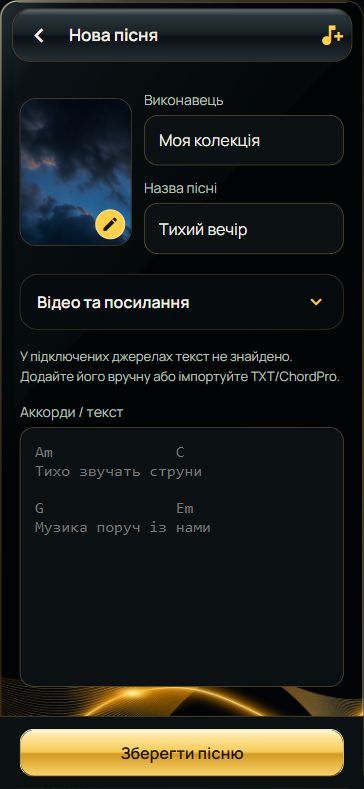 Нова пісня
Виконавець
Моя колекція
Назва пісні
Тихий вечір
Відео та посилання
У підключених джерелах текст не знайдено.
Додайте його вручну або імпортуйте TXT/ChordPro.
Аккорди / текст
Am C
Тихо звучать струни
G Em
Музика поруч із нами
Зберегти пісню